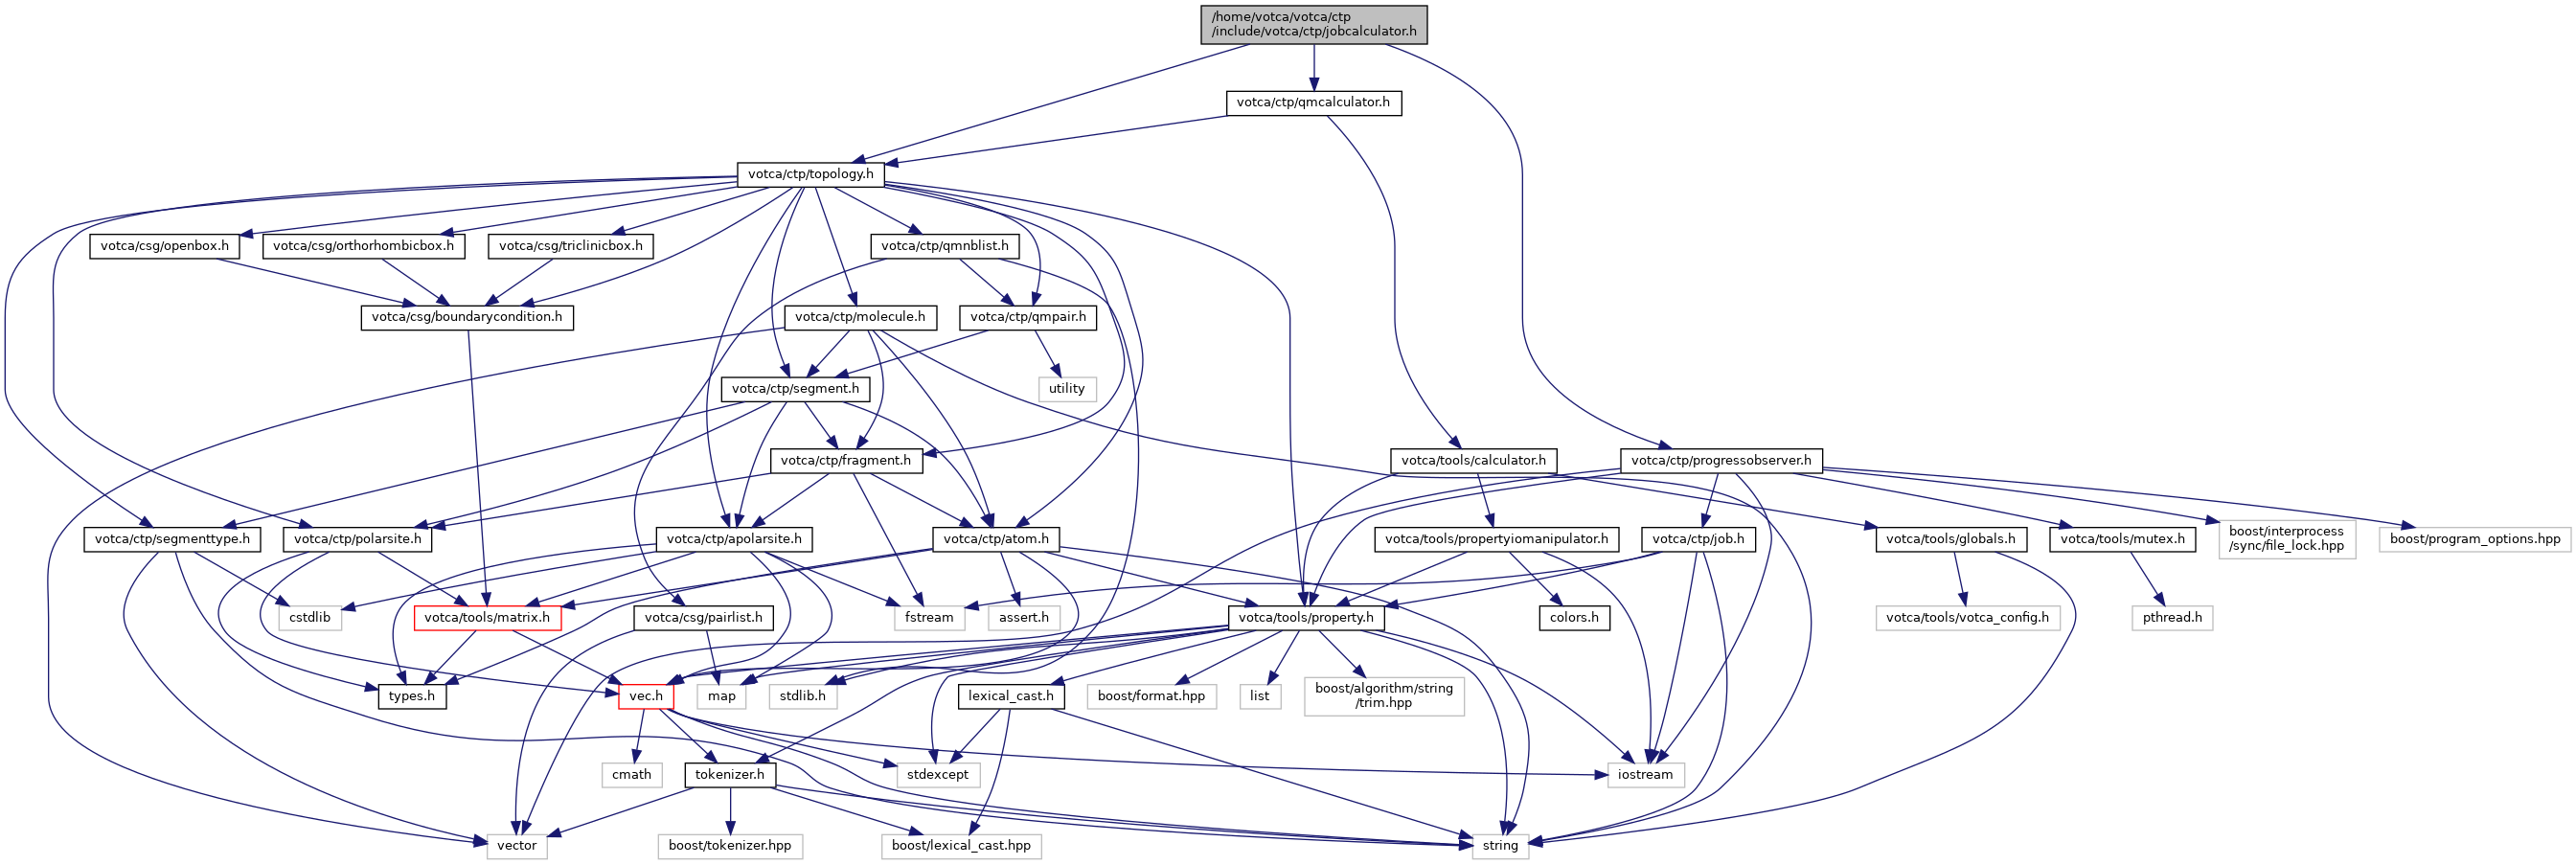 /home/votca/votca/ctp
/include/votca/ctp/jobcalculator.h
votca/ctp/qmcalculator.h
votca/ctp/topology.h
votca/csg/openbox.h
votca/csg/orthorhombicbox.h
votca/csg/triclinicbox.h
votca/ctp/qmnblist.h
votca/csg/boundarycondition.h
votca/ctp/molecule.h
votca/ctp/qmpair.h
votca/ctp/segment.h
utility
votca/ctp/fragment.h
votca/tools/calculator.h
votca/ctp/progressobserver.h
votca/ctp/segmenttype.h
votca/ctp/polarsite.h
votca/ctp/apolarsite.h
votca/ctp/atom.h
votca/tools/propertyiomanipulator.h
votca/ctp/job.h
votca/tools/globals.h
votca/tools/mutex.h
boost/interprocess
/sync/file_lock.hpp
boost/program_options.hpp
cstdlib
votca/tools/matrix.h
votca/csg/pairlist.h
fstream
assert.h
votca/tools/property.h
colors.h
votca/tools/votca_config.h
pthread.h
types.h
vec.h
map
stdlib.h
lexical_cast.h
boost/format.hpp
list
boost/algorithm/string
/trim.hpp
cmath
tokenizer.h
stdexcept
iostream
vector
boost/tokenizer.hpp
boost/lexical_cast.hpp
string